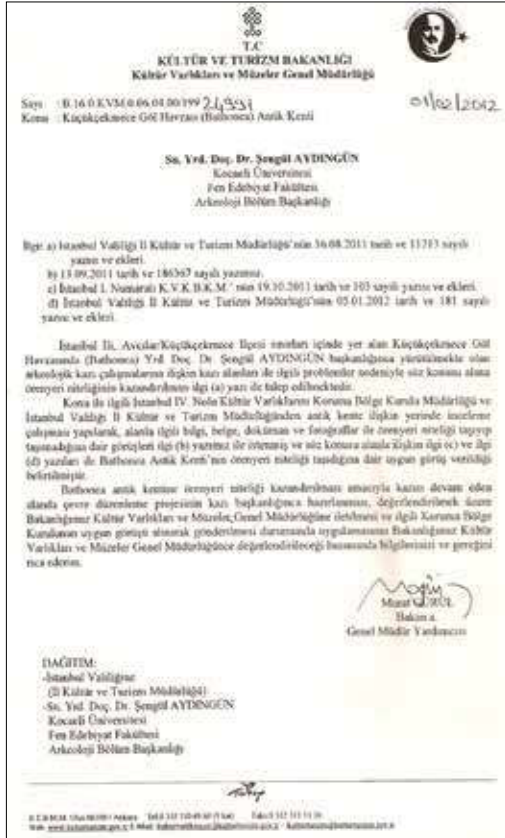 T.C
KÜLTÜR VE TURİZM BAKANLIĞI
Kültür Varlıkları ve Müzeler Genel Müdürlüğü
Sayı : B.16.0.KVM.0.06.01.00/199 24991
01/02/2012
Konu : Küçükçekmece Göl Havzası (Bathonea) Antik Kenti
Sn. Yrd. Doç. Dr. Şengül AYDINGÜN
Kocaeli Üniversitesi
Fen Edebiyat Fakültesi
Arkeoloji Bölüm Başkanlığı
İlgi: a) İstanbul Valiliği İl Kültür ve Turizm Müdürlüğü'nün 16.08.2011 tarih ve sayılı
yazısı ve ekleri.
b) 13.09.2011 tarih ve 186367 sayılı yazımız.
c) İstanbul I. Numaralı K.V.K.B.K.M.' nün 19.10.2011 tarih ve 103 sayılı yazısı ve ekleri.
d) İstanbul Valiliği İl Kültür ve Turizm Müdürlüğü'nün 05.01.2012 tarih ve 181 sayılı
yazısı ve ekleri.
İstanbul İli, Avcılar/Küçükçekmece İlçesi sınırları içinde yer alan Küçükçekmece Göl
Havzasında (Bathonea) Yrd. Doç. Dr. Şengül AYDINGÜN başkanlığınca yürütülmekte olan
arkeolojik kazı çalışmalarına ilişkin kazı alanları ile ilgili problemler nedeniyle söz konusu alana
örenyeri niteliğinin kazandırılması ilgi (a) yazı ile talep edilmektedir.
Konu ile ilgili İstanbul IV. Nolu Kültür Varlıklarını Koruma Bölge Kurulu Müdürlüğü ve
İstanbul Valiliği İl Kültür ve Turizm Müdürlüğünden antik kente ilişkin yerinde inceleme
çalışması yapılarak, alanla ilgili bilgi, belge, doküman ve fotoğraflar ile örenyeri niteliği taşıyıp
taşımadığına dair görüşleri ilgi (b) yazımız ile istenmiş ve söz konusu alanla ilişkin ilgi (c) ve ilgi
(d) yazıları ile Bathonea Antik Kenti'nin örenyeri niteliği taşıdığına dair uygun görüş verildiği
belirtilmiştir.
Bathonea antik kentine örenyeri niteliği kazandırılması amacıyla kazısı devam eden
alanda çevre düzenleme projesinin kazı başkanlığınca hazırlanması, değerlendirilmek üzere
Bakanlığımız Kültür Varlıkları ve Müzeler Genel Müdürlüğüne iletilmesi ve ilgili Koruma Bölge
Kurulunun uygun görüşü alınarak gönderilmesi durumunda uygulamasının Bakanlığımız Kültür
Varlıkları ve Müzeler Genel Müdürlüğünce değerlendirileceği hususunda bilgilerinizi ve gereğini
rica ederim.
Murat
Bakan a.
Genel Müdür Yardımcısı
DAĞITIM:
-İstanbul Valiliğine
(İl Kültür ve Turizm Müdürlüğü)
-Sn. Yrd. Doç. Dr. Şengül AYDINGÜN
Kocaeli Üniversitesi
Fen Edebiyat Fakültesi
Arkeoloji Bölüm Başkanlığı